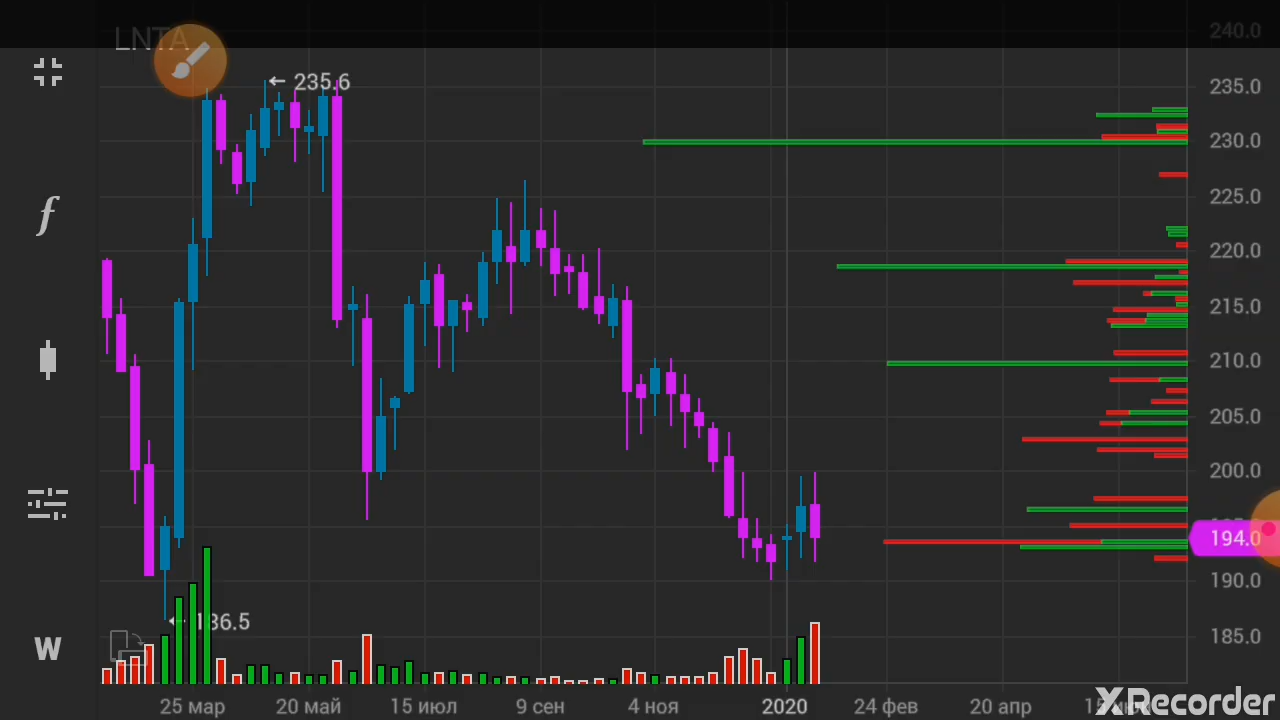 LNTA
240.0
← 235.6
235.0
230.0
225.0
220.0
215.0
210.0
205.0
200.0
194.0
190.0
185.0
W
25 мар
20 май
15 июл
9 сен
4 ноя
2020
24 фев
20 апр
XRecorder